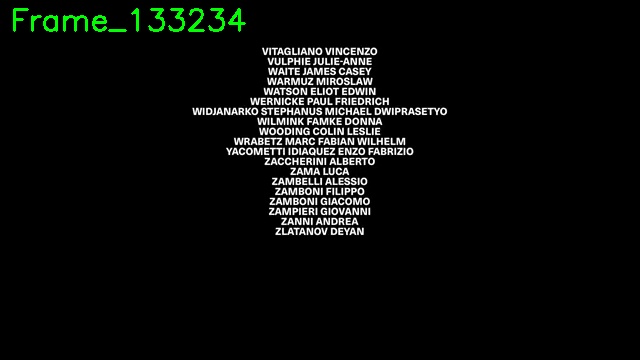 Frame_133234
VITAGLIANO VINCENZO
VULPHIE JULIE-ANNE
WAITE JAMES CASEY
WARMUZ MIROSLAW
WATSON ELIOT EDWIN
WERNICKE PAUL FRIEDRICH
WIDJANARKO STEPHANUS MICHAEL DWIPRASETYO
WILMINK FAMKE DONNA
WOODING COLIN LESLIE
WRABETZ MARC FABIAN WILHELM
YACOMETTI IDIAQUEZ ENZO FABRIZIO
ZACCHERINI ALBERTO
ZAMA LUCA
ZAMBELLI ALESSIO
ZAMBONI FILIPPO
ZAMBONI GIACOMO
ZAMPIERI GIOVANNI
ZANNI ANDREA
ZLATANOV DEYAN